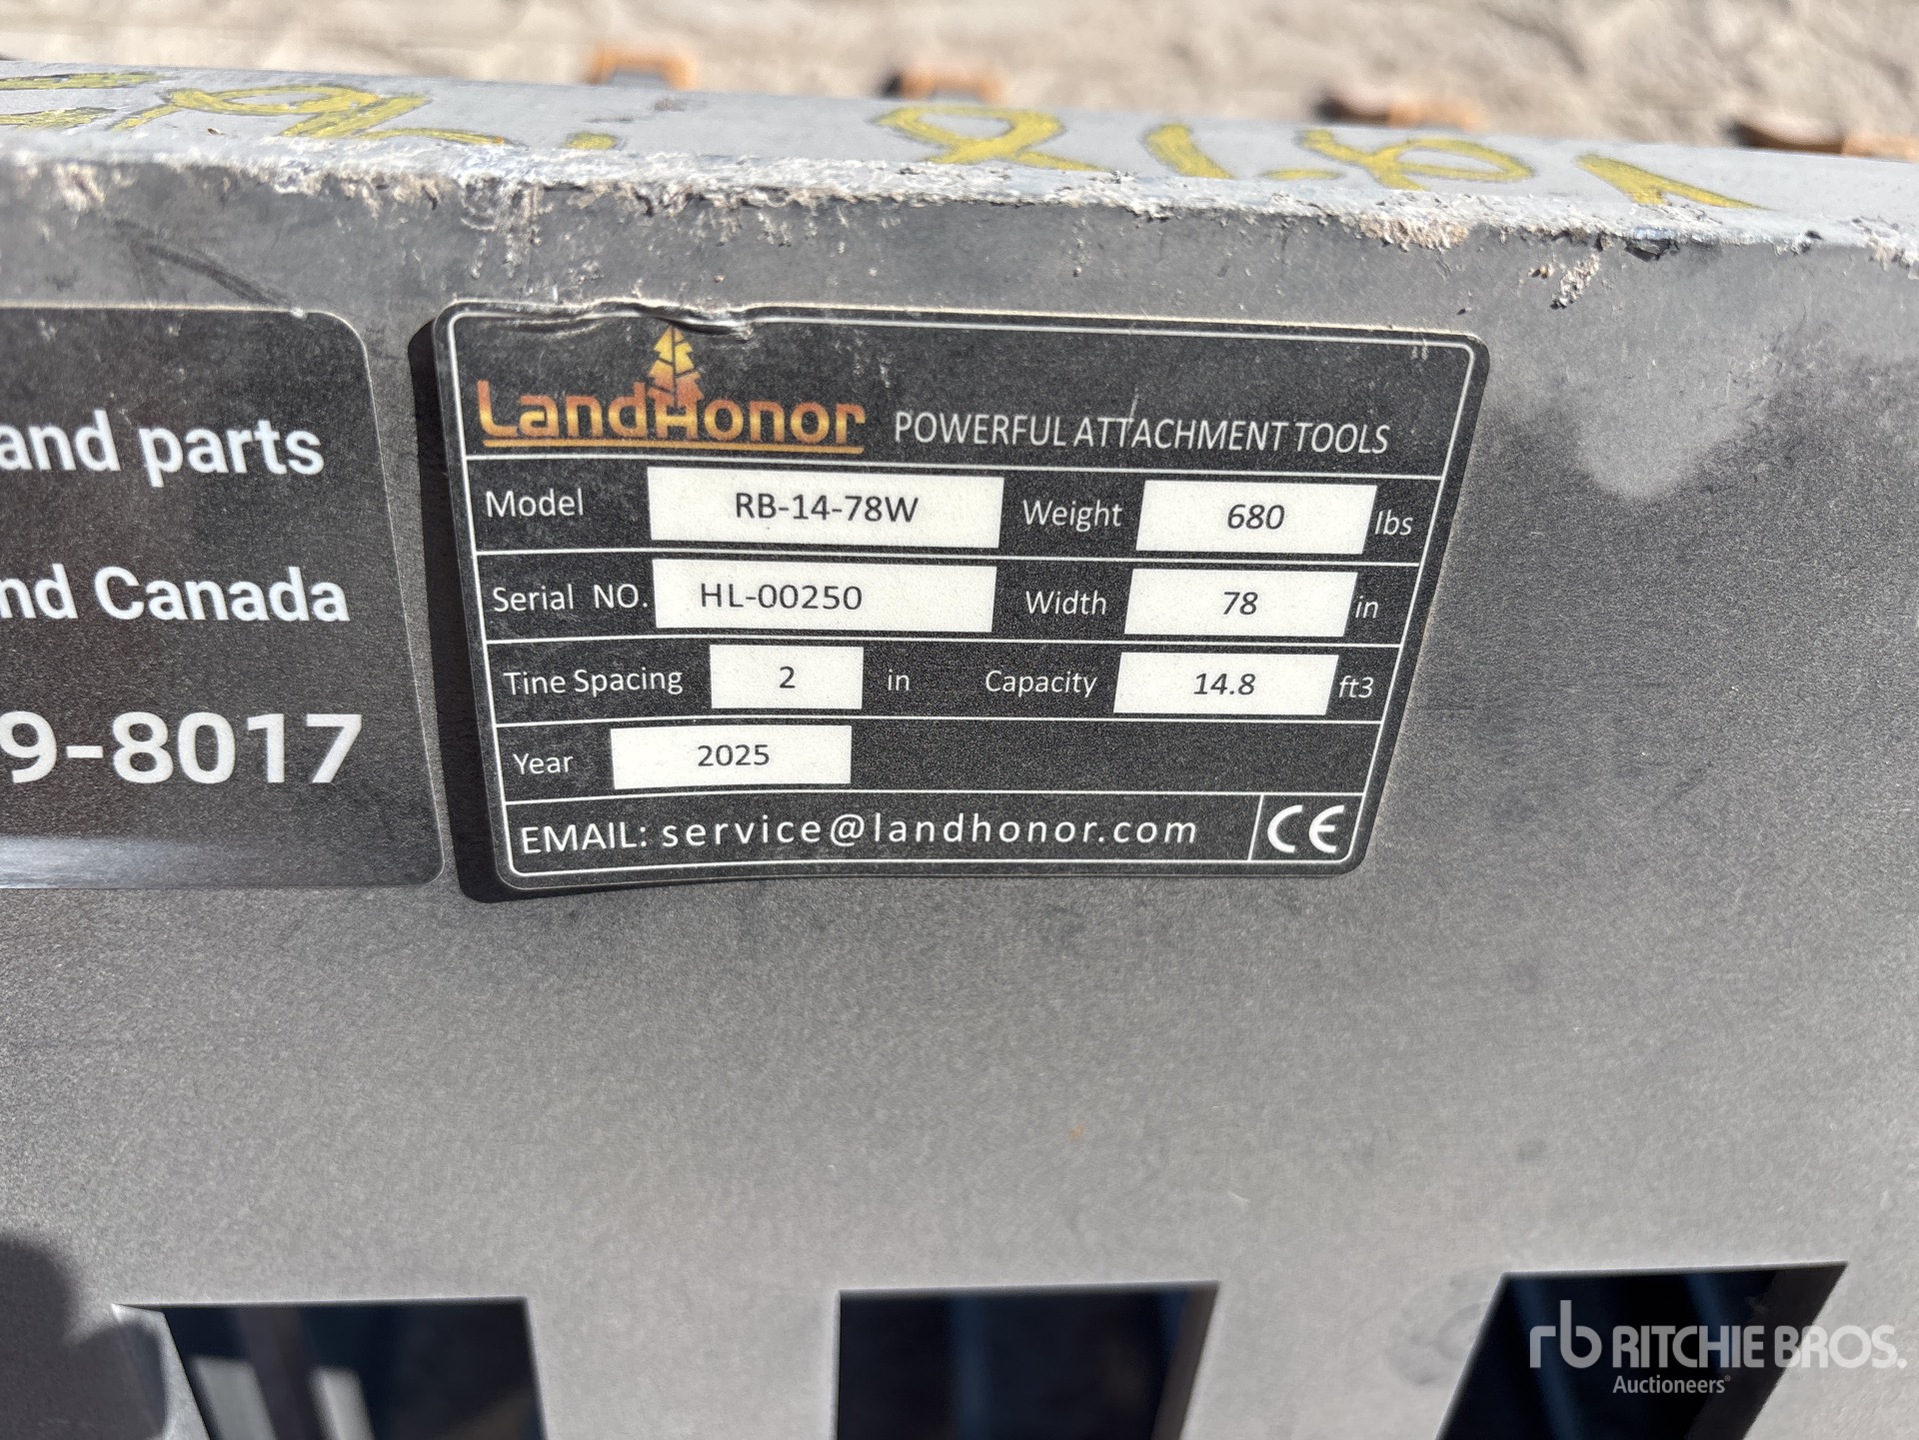 and parts
nd Canada
9-8017
LandHonor POWERFUL ATTACHMENT TOOLS
Model RB-14-78W Weight 680 lbs
Serial NO. HL-00250 Width 78 in
Tine Spacing 2 in Capacity 14.8 ft3
Year 2025
EMAIL: service@landhonor.com CE
rb RITCHIE BROS.
Auctioneers